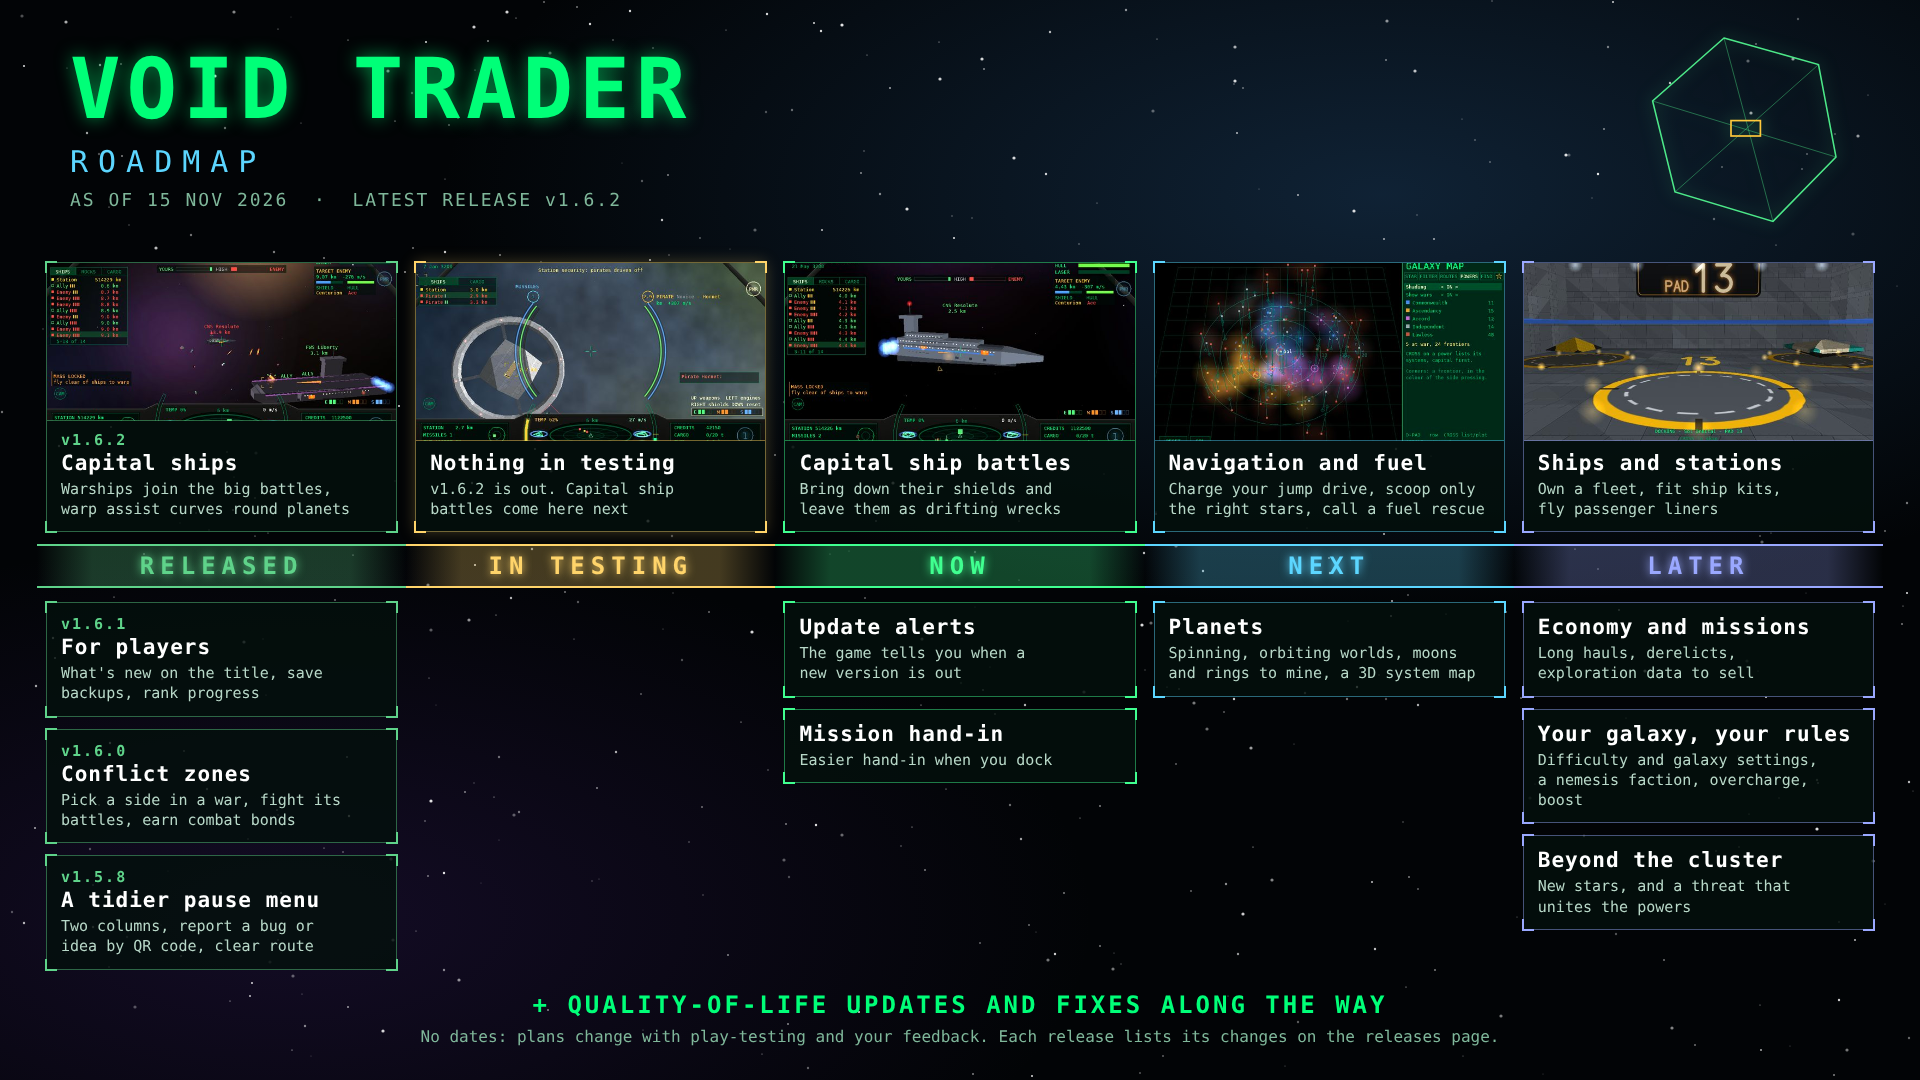 VOID TRADER
ROADMAP
AS OF 15 NOV 2026 · LATEST RELEASE v1.6.2
v1.6.2
Capital ships
Warships join the big battles,
warp assist curves round planets
Nothing in testing
v1.6.2 is out. Capital ship
battles come here next
Capital ship battles
Bring down their shields and
leave them as drifting wrecks
GALAXY MAP
Navigation and fuel
Charge your jump drive, scoop only
the right stars, call a fuel rescue
PAD 13
13
Ships and stations
Own a fleet, fit ship kits,
fly passenger liners
RELEASED
IN TESTING
NOW
NEXT
LATER
v1.6.1
For players
What's new on the title, save
backups, rank progress
v1.6.0
Conflict zones
Pick a side in a war, fight its
battles, earn combat bonds
v1.5.8
A tidier pause menu
Two columns, report a bug or
idea by QR code, clear route
Update alerts
The game tells you when a
new version is out
Mission hand-in
Easier hand-in when you dock
Planets
Spinning, orbiting worlds, moons
and rings to mine, a 3D system map
Economy and missions
Long hauls, derelicts,
exploration data to sell
Your galaxy, your rules
Difficulty and galaxy settings,
a nemesis faction, overcharge,
boost
Beyond the cluster
New stars, and a threat that
unites the powers
+ QUALITY-OF-LIFE UPDATES AND FIXES ALONG THE WAY
No dates: plans change with play-testing and your feedback. Each release lists its changes on the releases page.